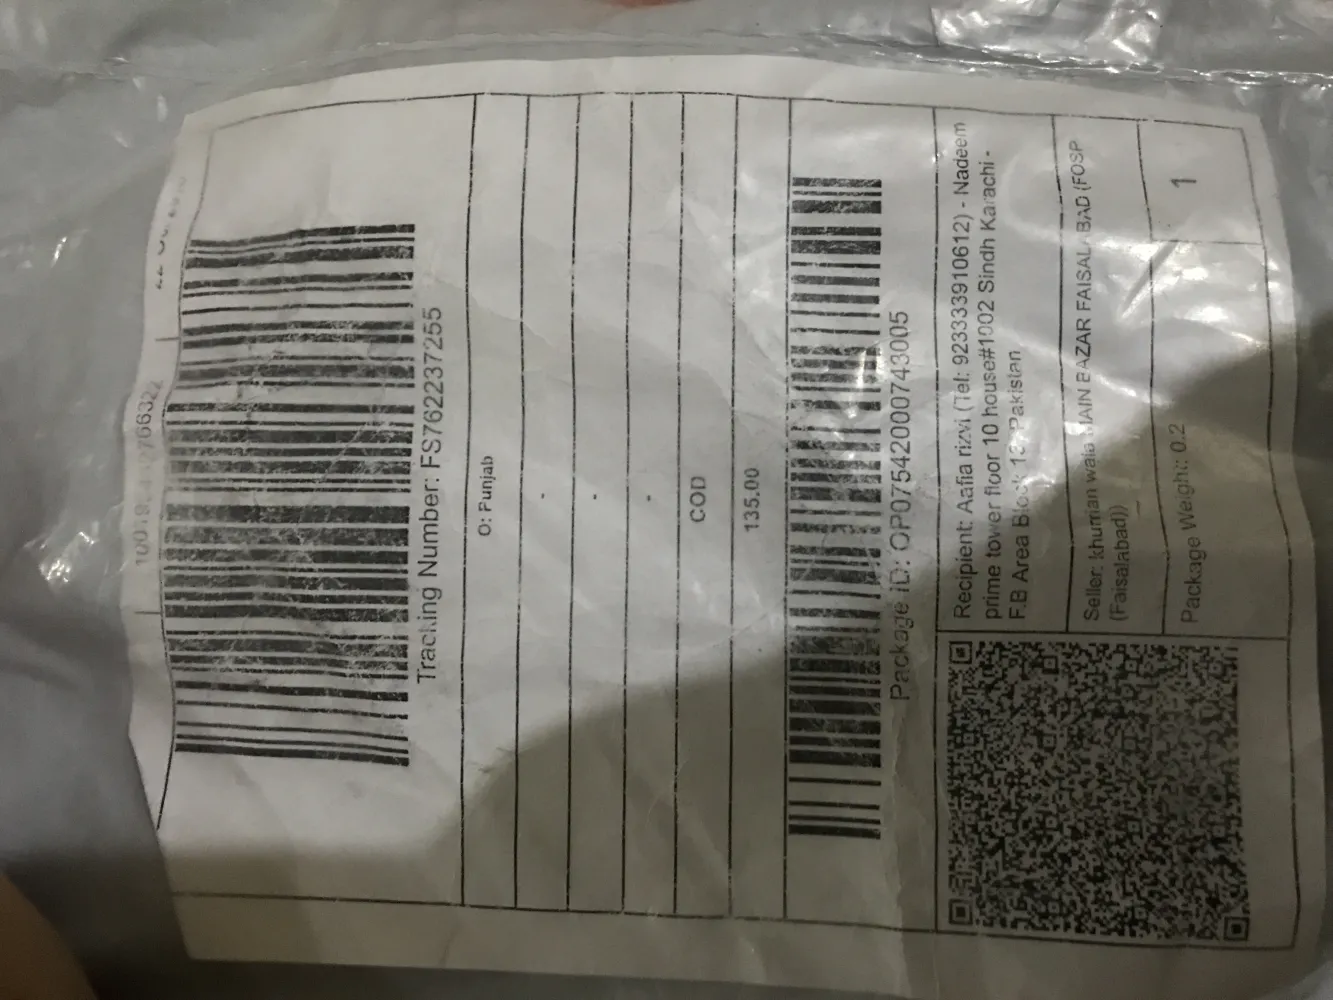 Tracking Number: FS762237255
O: Punjab
-
-
-
COD
135.00
Package ID: OP07542000743005
Recipient: Aafia rizvi (Tel: 923333910612) - Nadeem
prime tower floor 10 house#1002 Sindh Karachi -
F.B Area Block 13, Pakistan
Seller: khurrian wala MAIN BAZAR FAISALABAD (FOSP
(Faisalabad))
Package Weight: 0.2
1